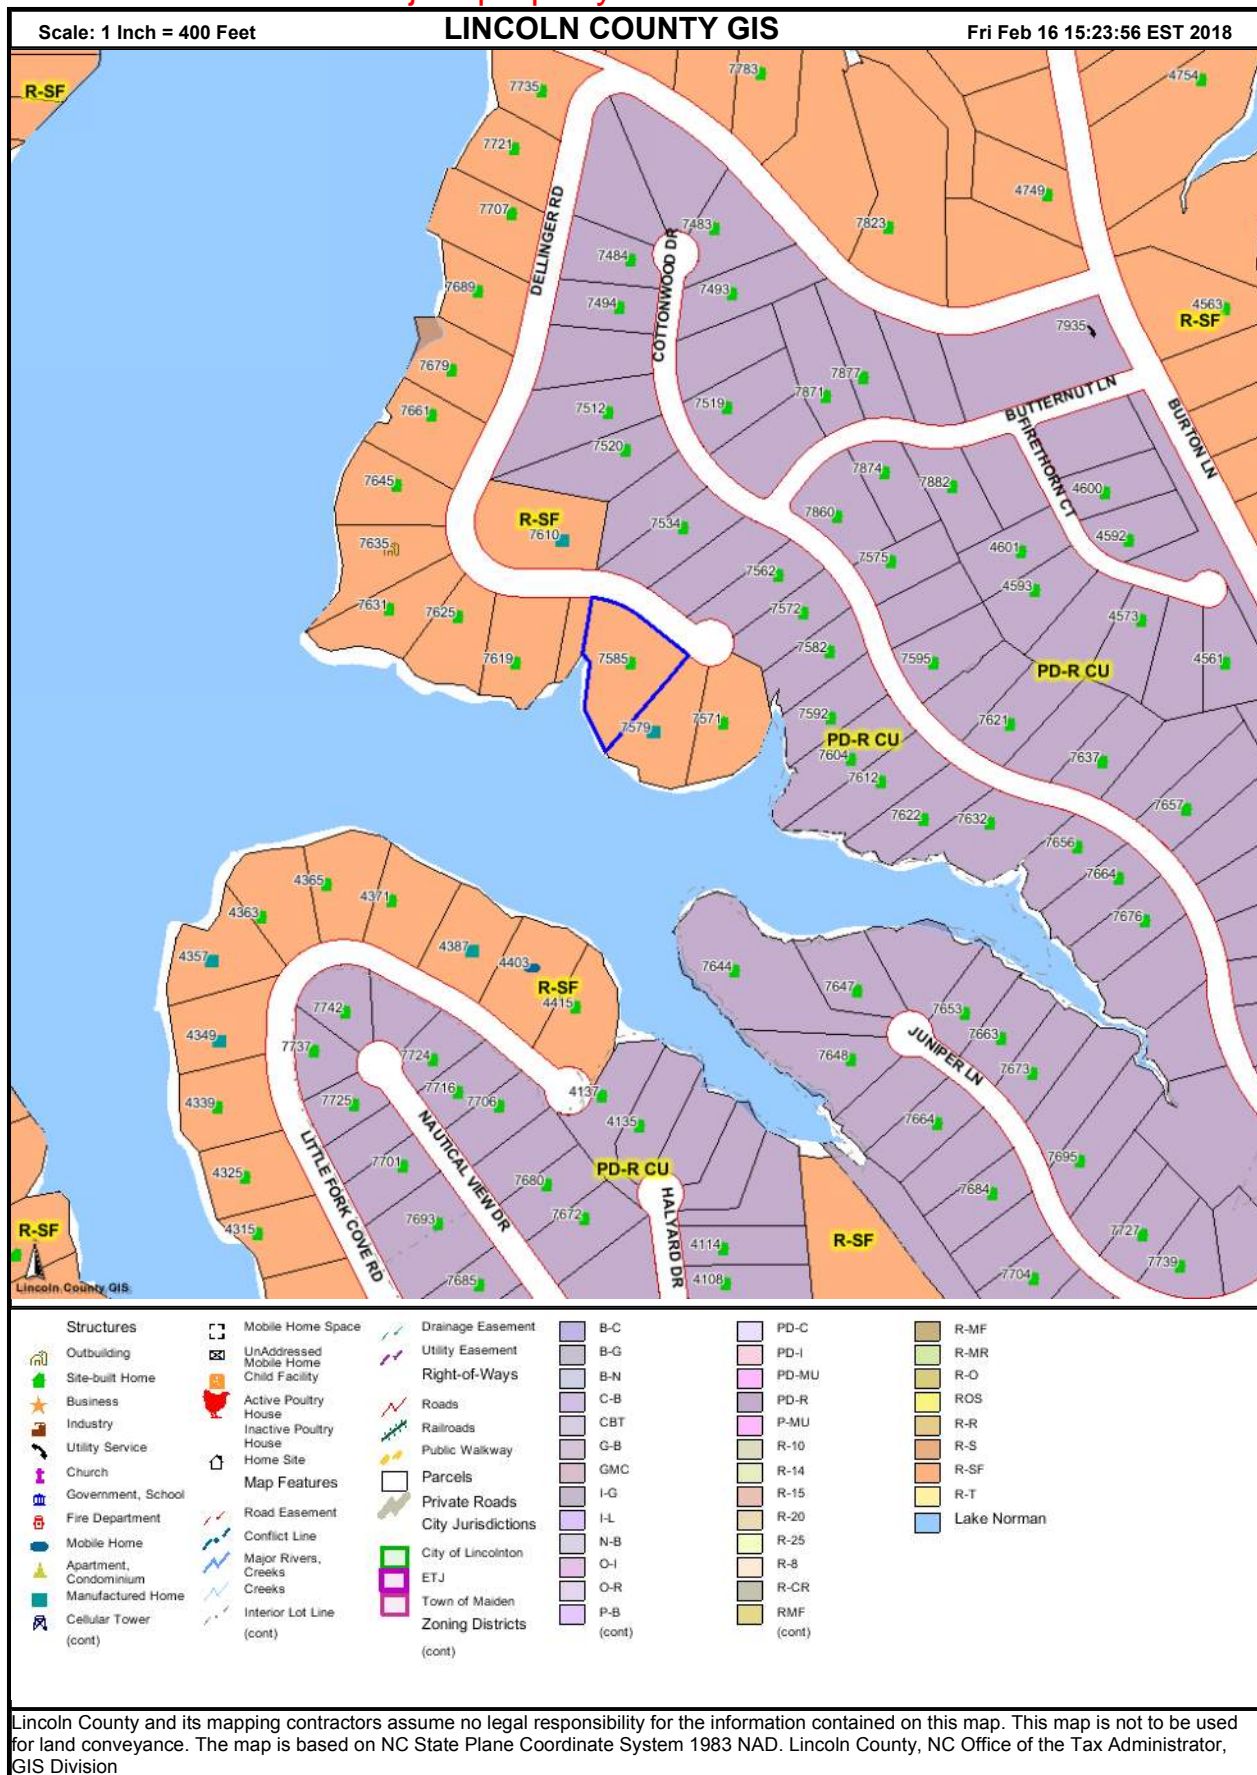 Scale: 1 Inch = 400 Feet
LINCOLN COUNTY GIS
Fri Feb 16 15:23:56 EST 2018
R-SF
7735
7783
4754
7721
7707
4749
7823
7483
7484
7689
7494
7493
4563
R-SF
7935
7679
7661
7877
7871
7512
7519
7520
7645
7874
7882
4600
R-SF
7610
7534
7860
4592
7635
7575
4601
7562
4593
7631
7625
7572
4573
7619
7585
7582
7595
4561
PD-R CU
7579
7571
7592
7621
PD-R CU
7604
7612
7637
7622
7632
7657
7656
7664
7676
DELLINGER RD
COTTONWOOD DR
BUTTERNUT LN
FIRETHORN CT
BURTON LN
4365
4371
4363
4357
4387
4403
R-SF
4415
7644
7647
7742
7653
7663
4349
7737
7724
7648
7673
JUNIPER LN
7716
7706
4137
4339
7725
4135
7664
7701
PD-R CU
7695
4325
7680
7684
7693
7672
4315
7727
R-SF
4114
R-SF
7739
7685
4108
7704
LITTLE FORK COVE RD
NAUTICAL VIEW DR
HALYARD DR
Lincoln County GIS
Structures
Outbuilding
Site-built Home
Business
Industry
Utility Service
Church
Government, School
Fire Department
Mobile Home
Apartment,
Condominium
Manufactured Home
Cellular Tower
(cont)
Mobile Home Space
UnAddressed
Mobile Home
Child Facility
Active Poultry
House
Inactive Poultry
House
Home Site
Map Features
Road Easement
Conflict Line
Major Rivers,
Creeks
Creeks
Interior Lot Line
(cont)
Drainage Easement
Utility Easement
Right-of-Ways
Roads
Railroads
Public Walkway
Parcels
Private Roads
City Jurisdictions
City of Lincolnton
ETJ
Town of Maiden
Zoning Districts
(cont)
B-C
B-G
B-N
C-B
CBT
G-B
GMC
I-G
I-L
N-B
O-I
O-R
P-B
(cont)
PD-C
PD-I
PD-MU
PD-R
P-MU
R-10
R-14
R-15
R-20
R-25
R-8
R-CR
RMF
(cont)
R-MF
R-MR
R-O
ROS
R-R
R-S
R-SF
R-T
Lake Norman
Lincoln County and its mapping contractors assume no legal responsibility for the information contained on this map. This map is not to be used
for land conveyance. The map is based on NC State Plane Coordinate System 1983 NAD. Lincoln County, NC Office of the Tax Administrator,
GIS Division